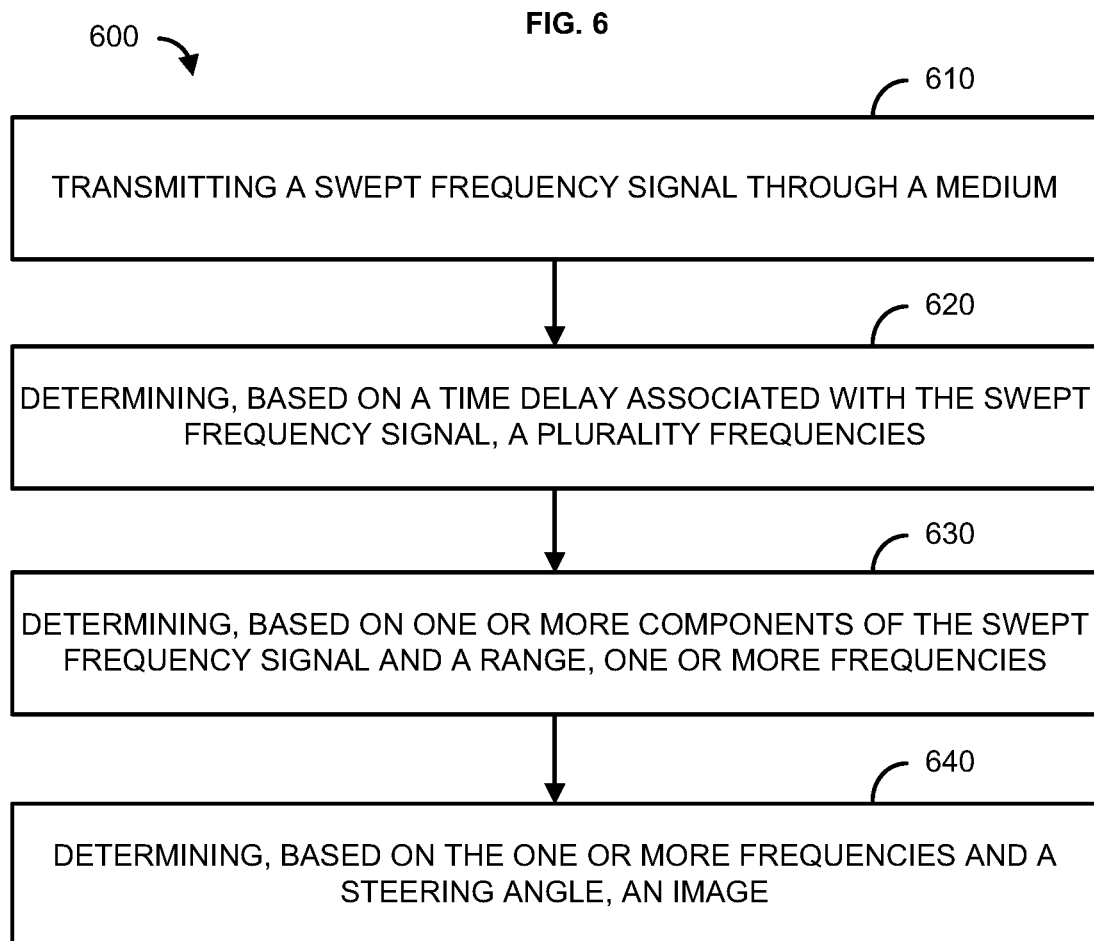 FIG. 6
600
610
TRANSMITTING A SWEPT FREQUENCY SIGNAL THROUGH A MEDIUM
620
DETERMINING, BASED ON A TIME DELAY ASSOCIATED WITH THE SWEPT
FREQUENCY SIGNAL, A PLURALITY FREQUENCIES
630
DETERMINING, BASED ON ONE OR MORE COMPONENTS OF THE SWEPT
FREQUENCY SIGNAL AND A RANGE, ONE OR MORE FREQUENCIES
640
DETERMINING, BASED ON THE ONE OR MORE FREQUENCIES AND A
STEERING ANGLE, AN IMAGE